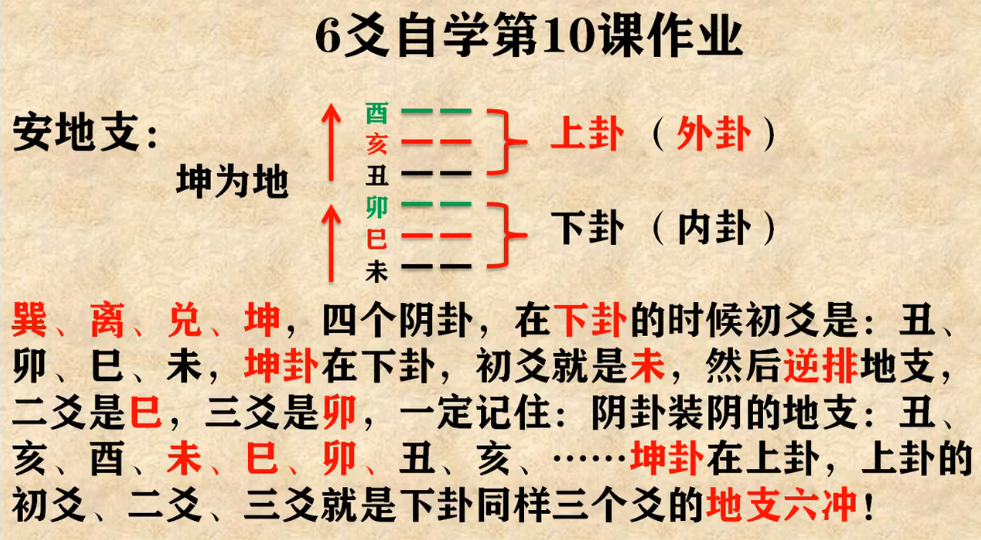 6爻自学第10课作业
安地支：
坤为地
酉
亥
丑
卯
巳
未
上卦（外卦）
下卦（内卦）
巽、离、兑、坤，四个阴卦，在下卦的时候初爻是：丑、
卯、巳、未，坤卦在下卦，初爻就是未，然后逆排地支，
二爻是巳，三爻是卯，一定记住：阴卦装阴的地支：丑、
亥、酉、未、巳、卯、丑、亥、……坤卦在上卦，上卦的
初爻、二爻、三爻就是下卦同样三个爻的地支六冲！